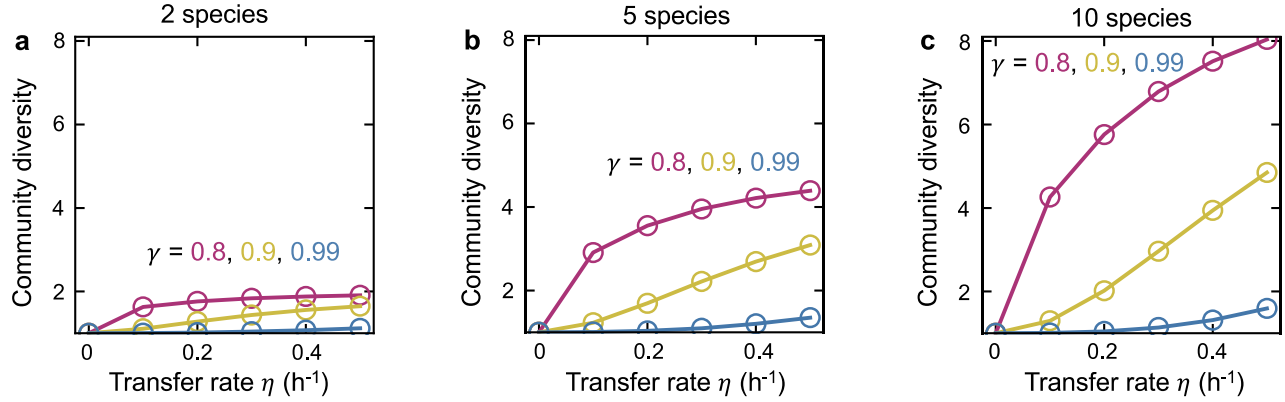 2 species
a
8
6
4
2
γ = 0.8, 0.9, 0.99
0
0.2
0.4
Community diversity
Transfer rate η (h⁻¹)
5 species
b
8
6
4
2
γ = 0.8, 0.9, 0.99
0
0.2
0.4
Community diversity
Transfer rate η (h⁻¹)
10 species
c
8
6
4
2
γ = 0.8, 0.9, 0.99
0
0.2
0.4
Community diversity
Transfer rate η (h⁻¹)